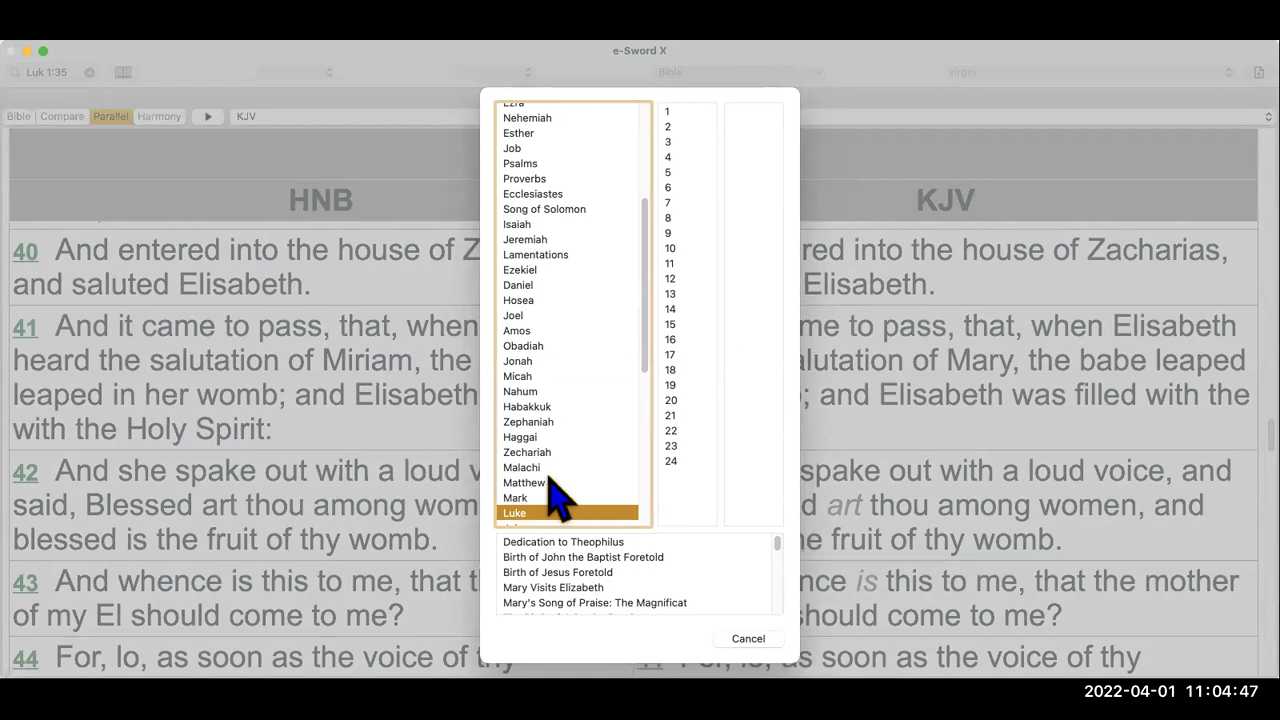 e-Sword X
Luk 1:35
Bible
virgin
Bible Compare Parallel Harmony KJV
HNB
KJV
40 And entered into the house of Z
and saluted Elisabeth.
41 And it came to pass, that, when
heard the salutation of Miriam, the
leaped in her womb; and Elisabeth
with the Holy Spirit:
42 And she spake out with a loud v
said, Blessed art thou among wom
blessed is the fruit of thy womb.
43 And whence is this to me, that t
of my El should come to me?
44 For, lo, as soon as the voice of thy
Ezra
Nehemiah
Esther
Job
Psalms
Proverbs
Ecclesiastes
Song of Solomon
Isaiah
Jeremiah
Lamentations
Ezekiel
Daniel
Hosea
Joel
Amos
Obadiah
Jonah
Micah
Nahum
Habakkuk
Zephaniah
Haggai
Zechariah
Malachi
Matthew
Mark
Luke
1
2
3
4
5
6
7
8
9
10
11
12
13
14
15
16
17
18
19
20
21
22
23
24
Dedication to Theophilus
Birth of John the Baptist Foretold
Birth of Jesus Foretold
Mary Visits Elizabeth
Mary's Song of Praise: The Magnificat
Cancel
red into the house of Zacharias,
Elisabeth.
me to pass, that, when Elisabeth
alutation of Mary, the babe leaped
; and Elisabeth was filled with the
spake out with a loud voice, and
d art thou among women, and
e fruit of thy womb.
nce is this to me, that the mother
should come to me?
For, lo, as soon as the voice of thy
2022-04-01 11:04:47